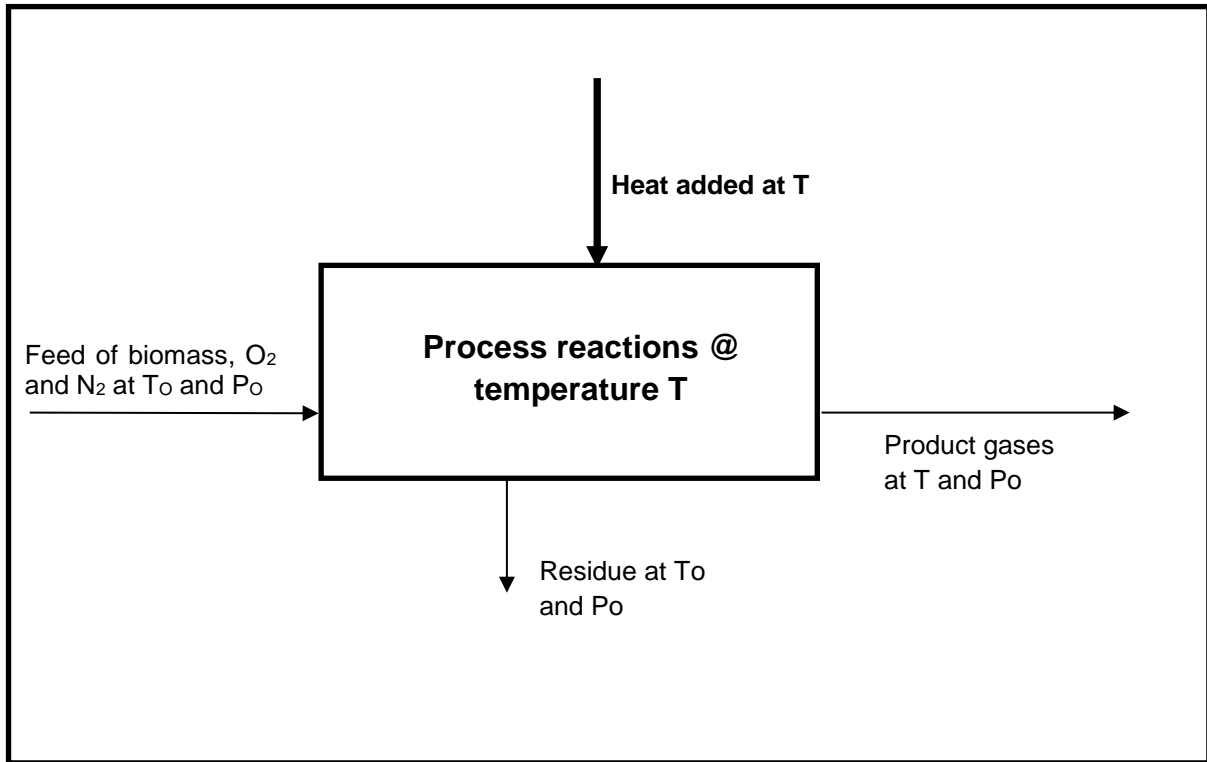 Heat added at T
Process reactions @
temperature T
Feed of biomass, O₂
and N₂ at To and Po
Product gases
at T and Po
Residue at To
and Po